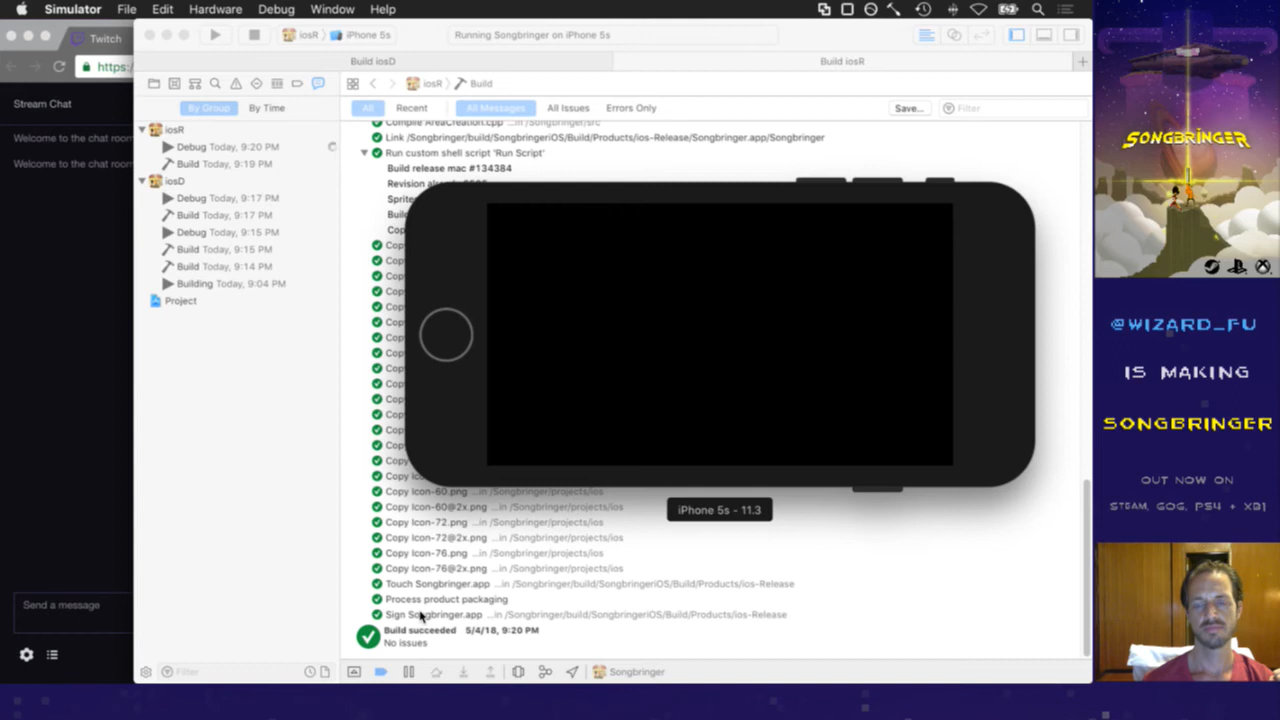 Simulator File Edit Hardware Debug Window Help
Twitch
https:
iosR
iPhone 5s
Running Songbringer on iPhone 5s
Build iosD
Build iosR
Stream Chat
Welcome to the chat room
Welcome to the chat room
By Group By Time
iosR
Debug Today, 9:20 PM
Build Today, 9:19 PM
iosD
Debug Today, 9:17 PM
Build Today, 9:17 PM
Debug Today, 9:15 PM
Build Today, 9:15 PM
Build Today, 9:14 PM
Building Today, 9:04 PM
Project
iosR Build
All Recent All Messages All Issues Errors Only Save... Filter
Compile AreaCreation.cpp ...in /Songbringer/src
Link /Songbringer/build/SongbringeriOS/Build/Products/ios-Release/Songbringer.app/Songbringer
Run custom shell script 'Run Script'
Build release mac #134384
Revision
Copy Icon-60.png ...in /Songbringer/projects/ios
Copy Icon-60@2x.png ...in /Songbringer/projects/ios
Copy Icon-72.png ...in /Songbringer/projects/ios
Copy Icon-72@2x.png ...in /Songbringer/projects/ios
Copy Icon-76.png ...in /Songbringer/projects/ios
Copy Icon-76@2x.png ...in /Songbringer/projects/ios
Touch Songbringer.app ...in /Songbringer/build/SongbringeriOS/Build/Products/ios-Release
Process product packaging
Sign Songbringer.app ...in /Songbringer/build/SongbringeriOS/Build/Products/ios-Release
Build succeeded 5/4/18, 9:20 PM
No issues
iPhone 5s - 11.3
Send a message
Filter
Songbringer
SONGBRINGER
@WIZARD_FU
IS MAKING
SONGBRINGER
OUT NOW ON
STEAM, GOG, PS4 + XB1